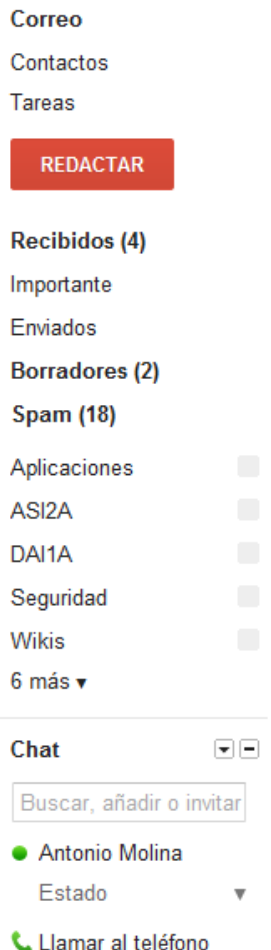 Correo
Contactos
Tareas
REDACTAR
Recibidos (4)
Importante
Enviados
Borradores (2)
Spam (18)
Aplicaciones
ASI2A
DAI1A
Seguridad
Wikis
6 más ▾
Chat
Buscar, añadir o invitar
Antonio Molina
Estado
Llamar al teléfono